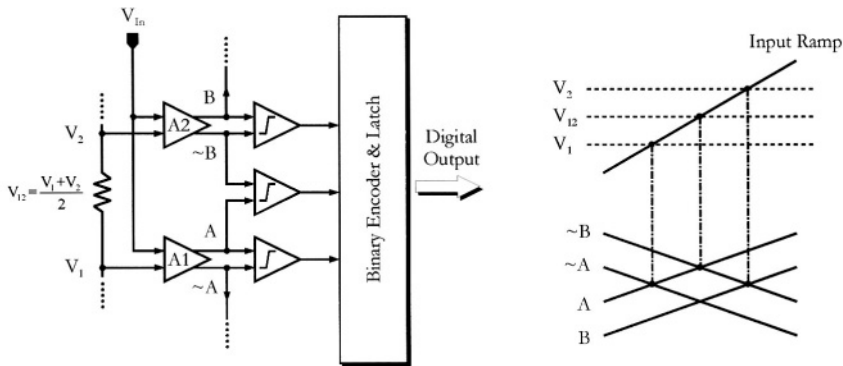 V_In
B
A2
V_2
~B
V_12 = (V_1+V_2)/2
A
V_1
A1
~A
Binary Encoder & Latch
Digital
Output
Input Ramp
V_2
V_12
V_1
~B
~A
A
B